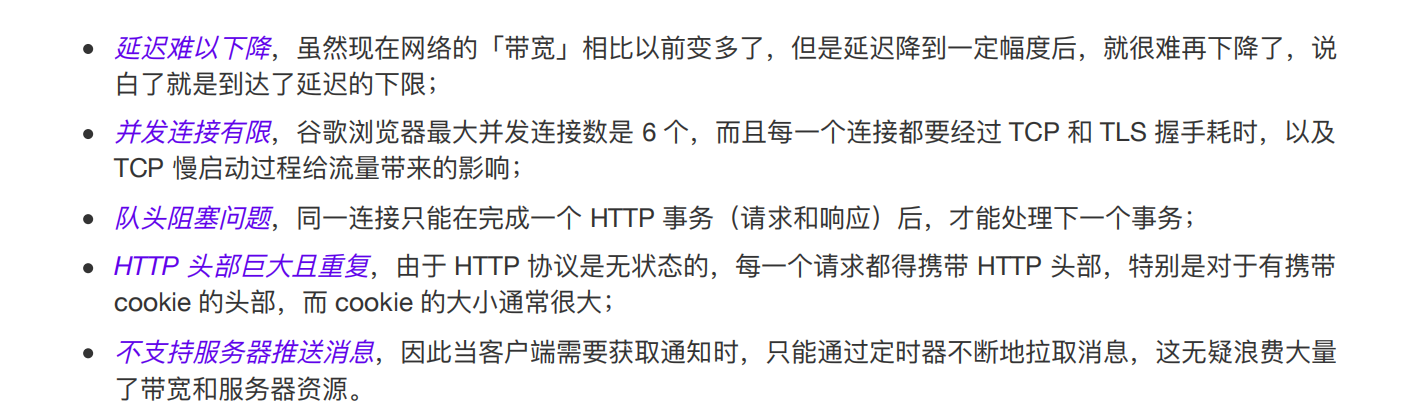 • 延迟难以下降，虽然现在网络的「带宽」相比以前变多了，但是延迟降到一定幅度后，就很难再下降了，说
白了就是到达了延迟的下限；
• 并发连接有限，谷歌浏览器最大并发连接数是 6 个，而且每一个连接都要经过 TCP 和 TLS 握手耗时，以及
TCP 慢启动过程给流量带来的影响；
• 队头阻塞问题，同一连接只能在完成一个 HTTP 事务（请求和响应）后，才能处理下一个事务；
• HTTP 头部巨大且重复，由于 HTTP 协议是无状态的，每一个请求都得携带 HTTP 头部，特别是对于有携带
cookie 的头部，而 cookie 的大小通常很大；
• 不支持服务器推送消息，因此当客户端需要获取通知时，只能通过定时器不断地拉取消息，这无疑浪费大量
了带宽和服务器资源。